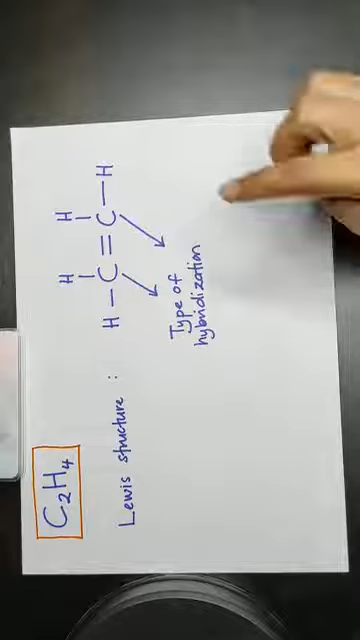 C₂H₄
Lewis structure :
H H
H – C = C – H
Type of
hybridization